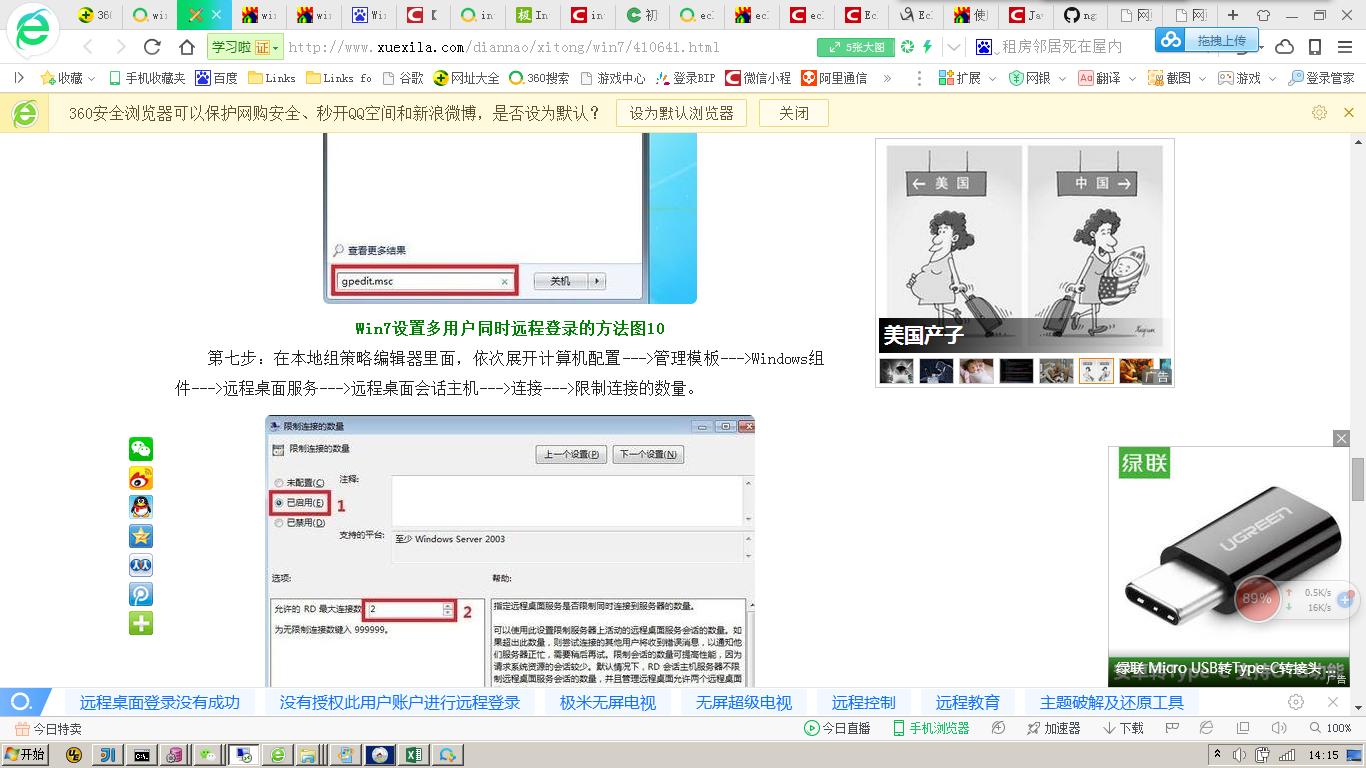 学习啦 证 http://www.xuexila.com/diannao/xitong/win7/410641.html
5张大图
租房邻居死在屋内
拖拽上传
收藏 手机收藏夹 百度 Links Links fo 谷歌 网址大全 360搜索 游戏中心 登录BIP 微信小程 阿里通信 » 扩展 网银 翻译 截图 游戏 登录管家
360安全浏览器可以保护网购安全、秒开QQ空间和新浪微博，是否设为默认？ 设为默认浏览器 关闭
查看更多结果
gpedit.msc
关机
Win7设置多用户同时远程登录的方法图10
第七步：在本地组策略编辑器里面，依次展开计算机配置--->管理模板--->Windows组
件--->远程桌面服务--->远程桌面会话主机--->连接--->限制连接的数量。
限制连接的数量
限制连接的数量
上一个设置(P) 下一个设置(N)
未配置(C) 注释:
已启用(E) 1
已禁用(D)
支持的平台: 至少 Windows Server 2003
选项: 帮助:
允许的 RD 最大连接数 2 2
为无限制连接数键入 999999。
指定远程桌面服务是否限制同时连接到服务器的数量。
可以使用此设置限制服务器上活动的远程桌面服务会话的数量。如
果超出此数量，则尝试连接的其他用户将收到错误消息，以通知他
们服务器正忙，需要稍后再试。限制会话的数量可提高性能，因为
请求系统资源的会话较少。默认情况下，RD 会话主机服务器不限
制远程桌面服务会话的数量，并且管理远程桌面允许两个远程桌面
美国
中国
美国产子
广告
绿联
UGREEN
89%
0.5K/s
16K/s
绿联 Micro USB转Type-C转接头 ...
广告
远程桌面登录没有成功 没有授权此用户账户进行远程登录 极米无屏电视 无屏超级电视 远程控制 远程教育 主题破解及还原工具
今日特卖
今日直播 手机浏览器 加速器 下载 100%
开始
14:15